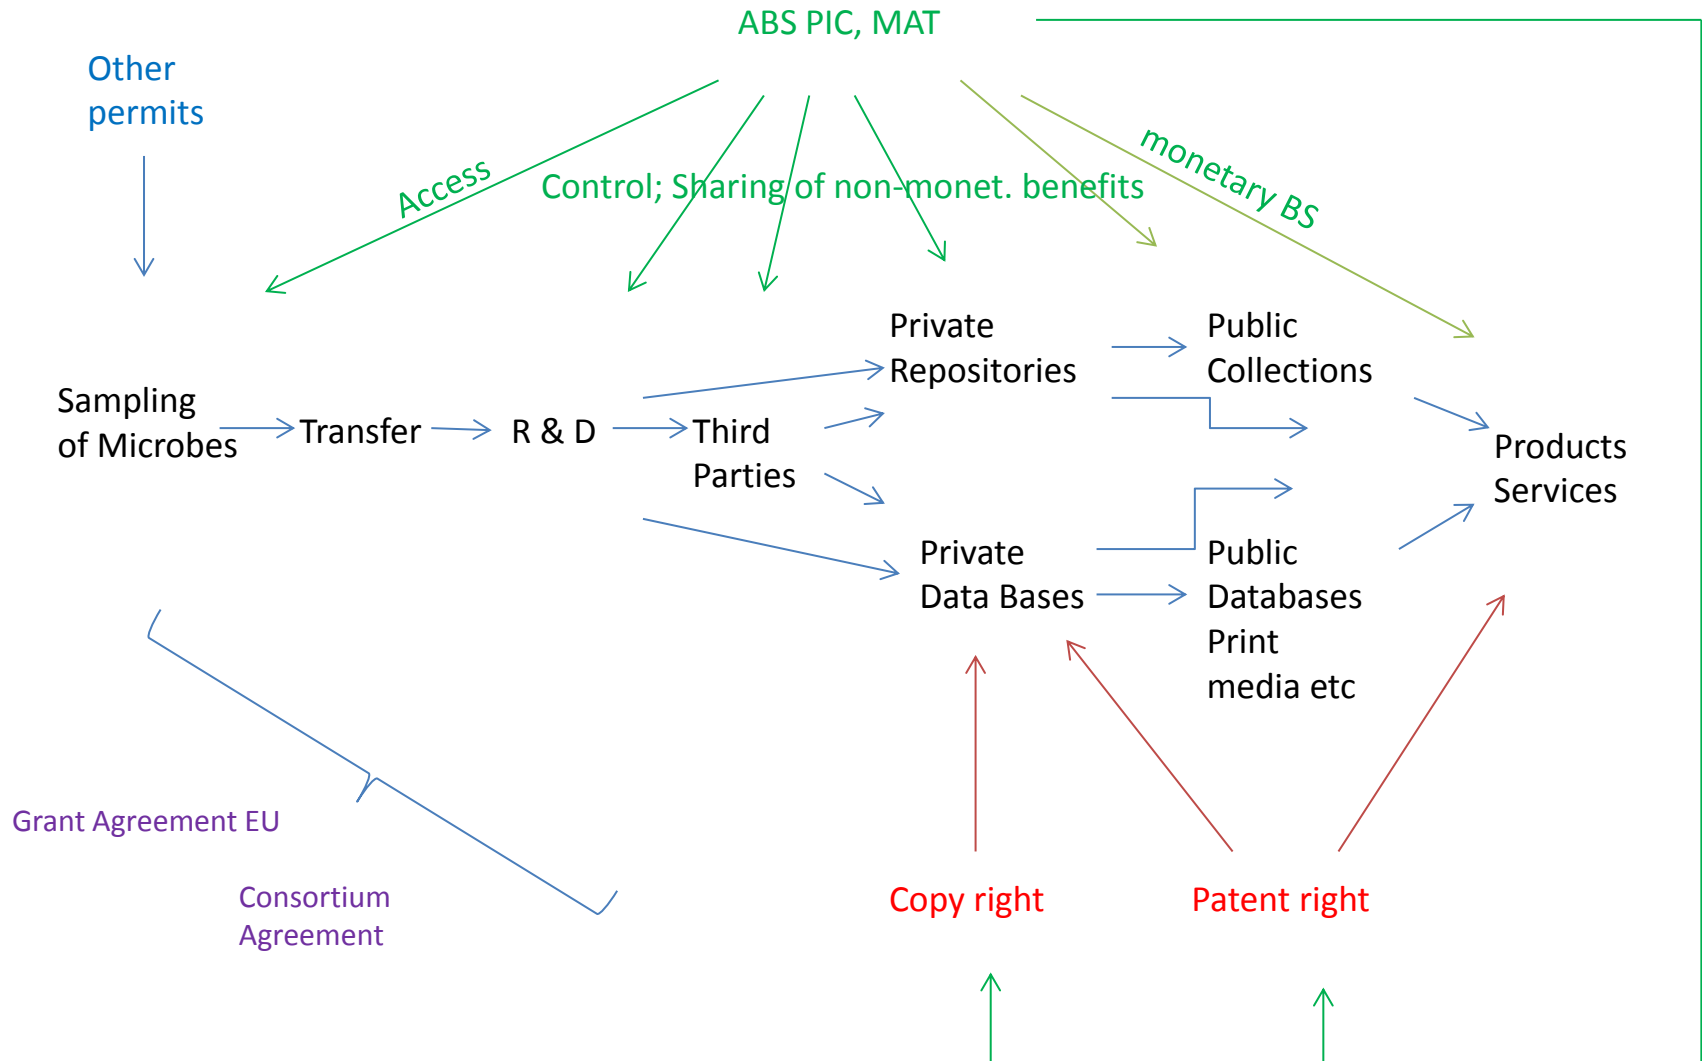 ABS PIC, MAT
Other
permits
Access
Control; Sharing of non-monet. benefits
monetary BS
Private
Repositories
Public
Collections
Sampling
of Microbes
Transfer
R & D
Third
Parties
Products
Services
Private
Data Bases
Public
Databases
Print
media etc
Grant Agreement EU
Consortium
Agreement
Copy right
Patent right